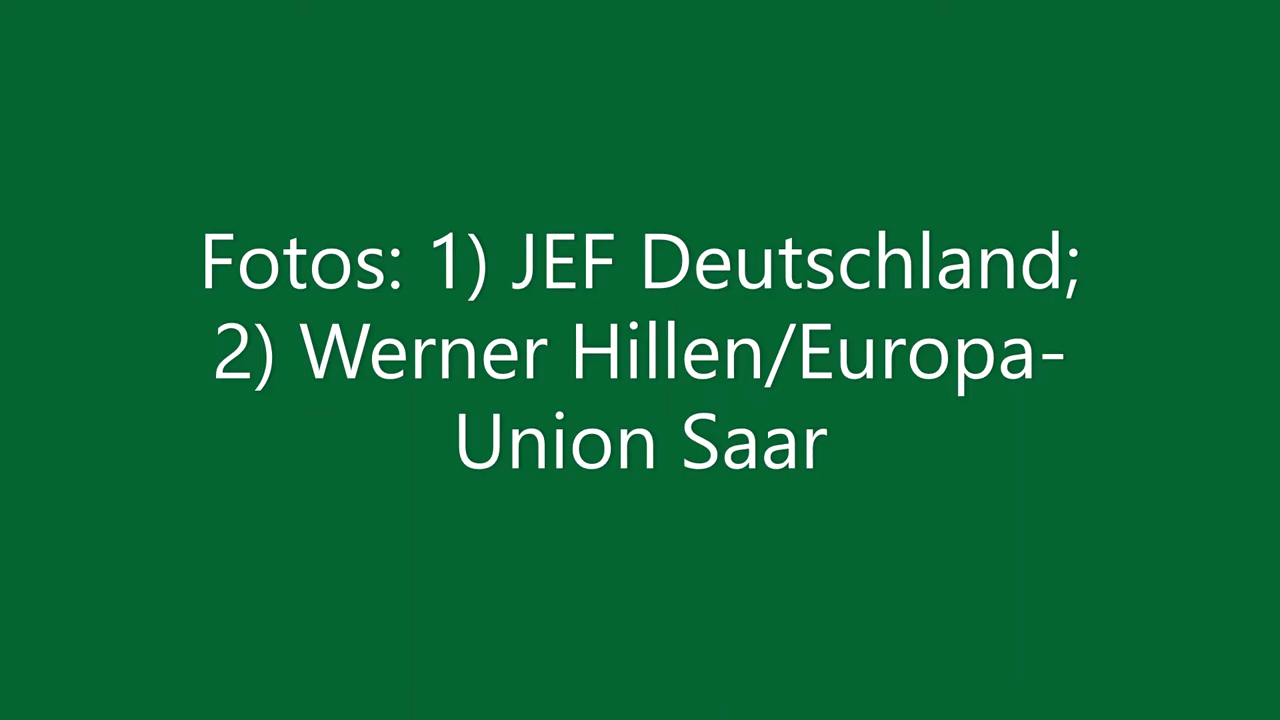 Fotos: 1) JEF Deutschland;
2) Werner Hillen/Europa-
Union Saar